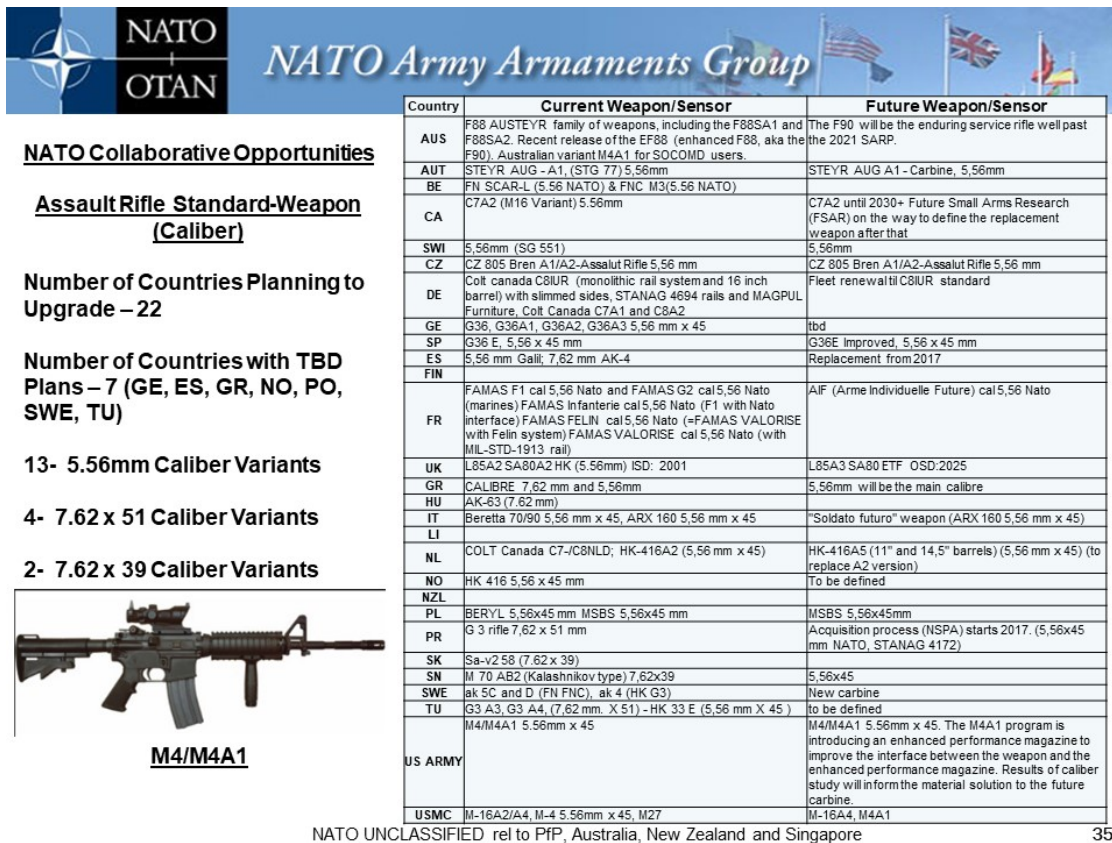 NATO
OTAN
NATO Army Armaments Group
NATO Collaborative Opportunities
Assault Rifle Standard-Weapon
(Caliber)
Number of Countries Planning to
Upgrade – 22
Number of Countries with TBD
Plans – 7 (GE, ES, GR, NO, PO,
SWE, TU)
13- 5.56mm Caliber Variants
4- 7.62 x 51 Caliber Variants
2- 7.62 x 39 Caliber Variants
M4/M4A1
Country Current Weapon/Sensor Future Weapon/Sensor
AUS
F88 AUSTEYR family of weapons, including the F88SA1 and
F88SA2. Recent release of the EF88 (enhanced F88, aka the
F90). Australian variant M4A1 for SOCOMD users.
The F90 will be the enduring service rifle well past
the 2021 SARP.
AUT STEYR AUG - A1, (STG 77) 5,56mm STEYR AUG A1 - Carbine, 5,56mm
BE FN SCAR-L (5.56 NATO) & FNC M3(5.56 NATO)
CA
C7A2 (M16 Variant) 5.56mm
C7A2 until 2030+ Future Small Arms Research
(FSAR) on the way to define the replacement
weapon after that
SWI 5,56mm (SG 551) 5,56mm
CZ CZ 805 Bren A1/A2-Assalut Rifle 5,56 mm CZ 805 Bren A1/A2-Assalut Rifle 5,56 mm
DE
Colt canada C8IUR (monolithic rail system and 16 inch
barrel) with slimmed sides, STANAG 4694 rails and MAGPUL
Furniture, Colt Canada C7A1 and C8A2
Fleet renewal til C8IUR standard
GE G36, G36A1, G36A2, G36A3 5,56 mm x 45 tbd
SP G36 E, 5,56 x 45 mm G36E Improved, 5,56 x 45 mm
ES 5,56 mm Galil; 7,62 mm AK-4 Replacement from 2017
FIN
FR
FAMAS F1 cal 5,56 Nato and FAMAS G2 cal 5,56 Nato
(marines) FAMAS Infanterie cal 5,56 Nato (F1 with Nato
interface) FAMAS FELIN cal 5,56 Nato (=FAMAS VALORISE
with Felin system) FAMAS VALORISE cal 5,56 Nato (with
MIL-STD-1913 rail)
AIF (Arme Individuelle Future) cal 5,56 Nato
UK L85A2 SA80A2 HK (5.56mm) ISD: 2001 L85A3 SA80 ETF OSD:2025
GR CALIBRE 7,62 mm and 5,56mm 5,56mm will be the main calibre
HU AK-63 (7.62 mm)
IT Beretta 70/90 5,56 mm x 45, ARX 160 5,56 mm x 45 "Soldato futuro" weapon (ARX 160 5,56 mm x 45)
LI
NL
COLT Canada C7-/C8NLD; HK-416A2 (5,56 mm x 45)
HK-416A5 (11" and 14,5" barrels) (5,56 mm x 45) (to
replace A2 version)
NO HK 416 5,56 x 45 mm To be defined
NZL
PL BERYL 5,56x45 mm MSBS 5,56x45 mm MSBS 5,56x45mm
PR
G 3 rifle 7,62 x 51 mm
Acquisition process (NSPA) starts 2017. (5,56x45
mm NATO, STANAG 4172)
SK Sa-v2 58 (7.62 x 39)
SN M 70 AB2 (Kalashnikov type) 7,62x39 5,56x45
SWE ak 5C and D (FN FNC), ak 4 (HK G3) New carbine
TU G3 A3, G3 A4, (7,62 mm. X 51) - HK 33 E (5,56 mm X 45 ) to be defined
US ARMY
M4/M4A1 5.56mm x 45
M4/M4A1 5.56mm x 45. The M4A1 program is
introducing an enhanced performance magazine to
improve the interface between the weapon and the
enhanced performance magazine. Results of caliber
study will inform the material solution to the future
carbine.
USMC M-16A2/A4, M-4 5.56mm x 45, M27 M-16A4, M4A1
NATO UNCLASSIFIED rel to PfP, Australia, New Zealand and Singapore
35